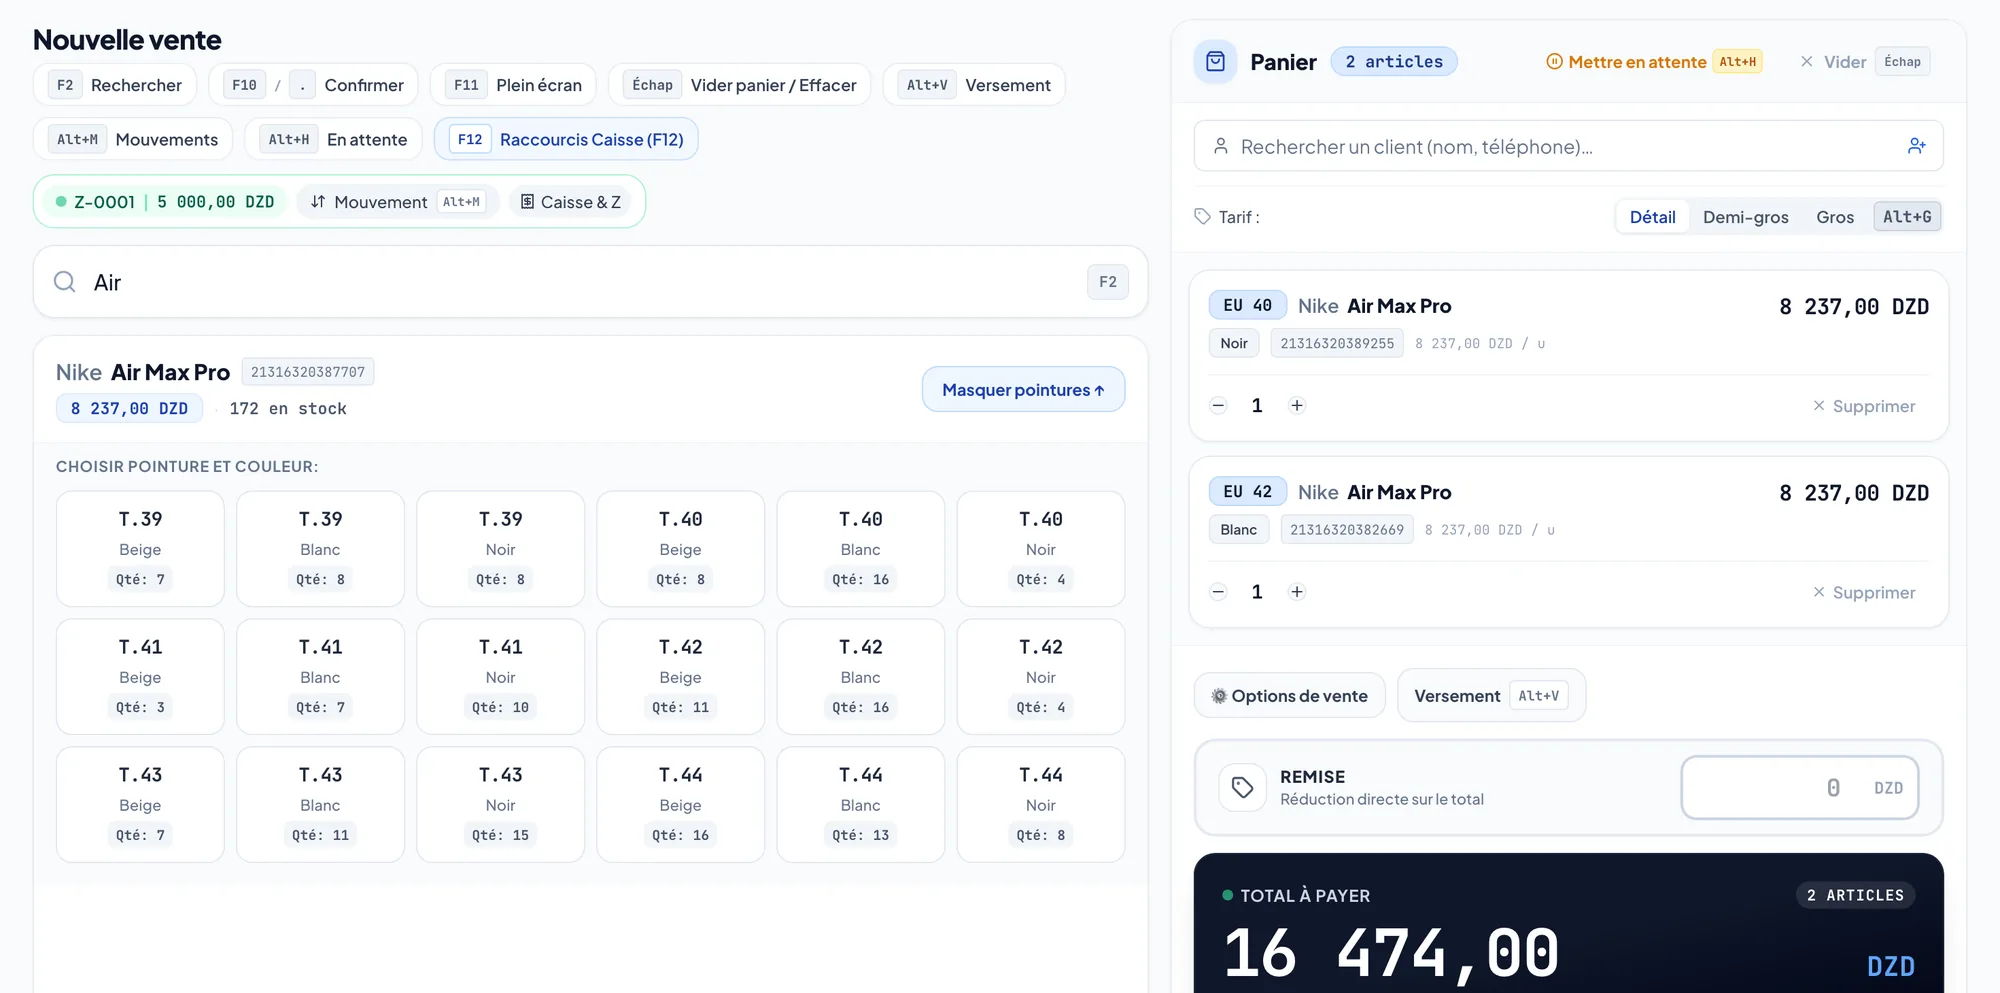 Nouvelle vente
F2 Rechercher F10 / . Confirmer F11 Plein écran Échap Vider panier / Effacer Alt+V Versement
Alt+M Mouvements Alt+H En attente F12 Raccourcis Caisse (F12)
Z-0001 | 5 000,00 DZD Mouvement Alt+M Caisse & Z
Air F2
Nike Air Max Pro 21316320387707
8 237,00 DZD · 172 en stock
Masquer pointures ↑
CHOISIR POINTURE ET COULEUR:
T.39 T.39 T.39 T.40 T.40 T.40
Beige Blanc Noir Beige Blanc Noir
Qté: 7 Qté: 8 Qté: 8 Qté: 8 Qté: 16 Qté: 4
T.41 T.41 T.41 T.42 T.42 T.42
Beige Blanc Noir Beige Blanc Noir
Qté: 3 Qté: 7 Qté: 10 Qté: 11 Qté: 16 Qté: 4
T.43 T.43 T.43 T.44 T.44 T.44
Beige Blanc Noir Beige Blanc Noir
Qté: 7 Qté: 11 Qté: 15 Qté: 16 Qté: 13 Qté: 8
Panier 2 articles Mettre en attente Alt+H × Vider Échap
Rechercher un client (nom, téléphone)...
Tarif : Détail Demi-gros Gros Alt+G
EU 40 Nike Air Max Pro 8 237,00 DZD
Noir 21316320389255 8 237,00 DZD / u
− 1 + × Supprimer
EU 42 Nike Air Max Pro 8 237,00 DZD
Blanc 21316320382669 8 237,00 DZD / u
− 1 + × Supprimer
Options de vente Versement Alt+V
REMISE
Réduction directe sur le total
0 DZD
TOTAL À PAYER 2 ARTICLES
16 474,00 DZD